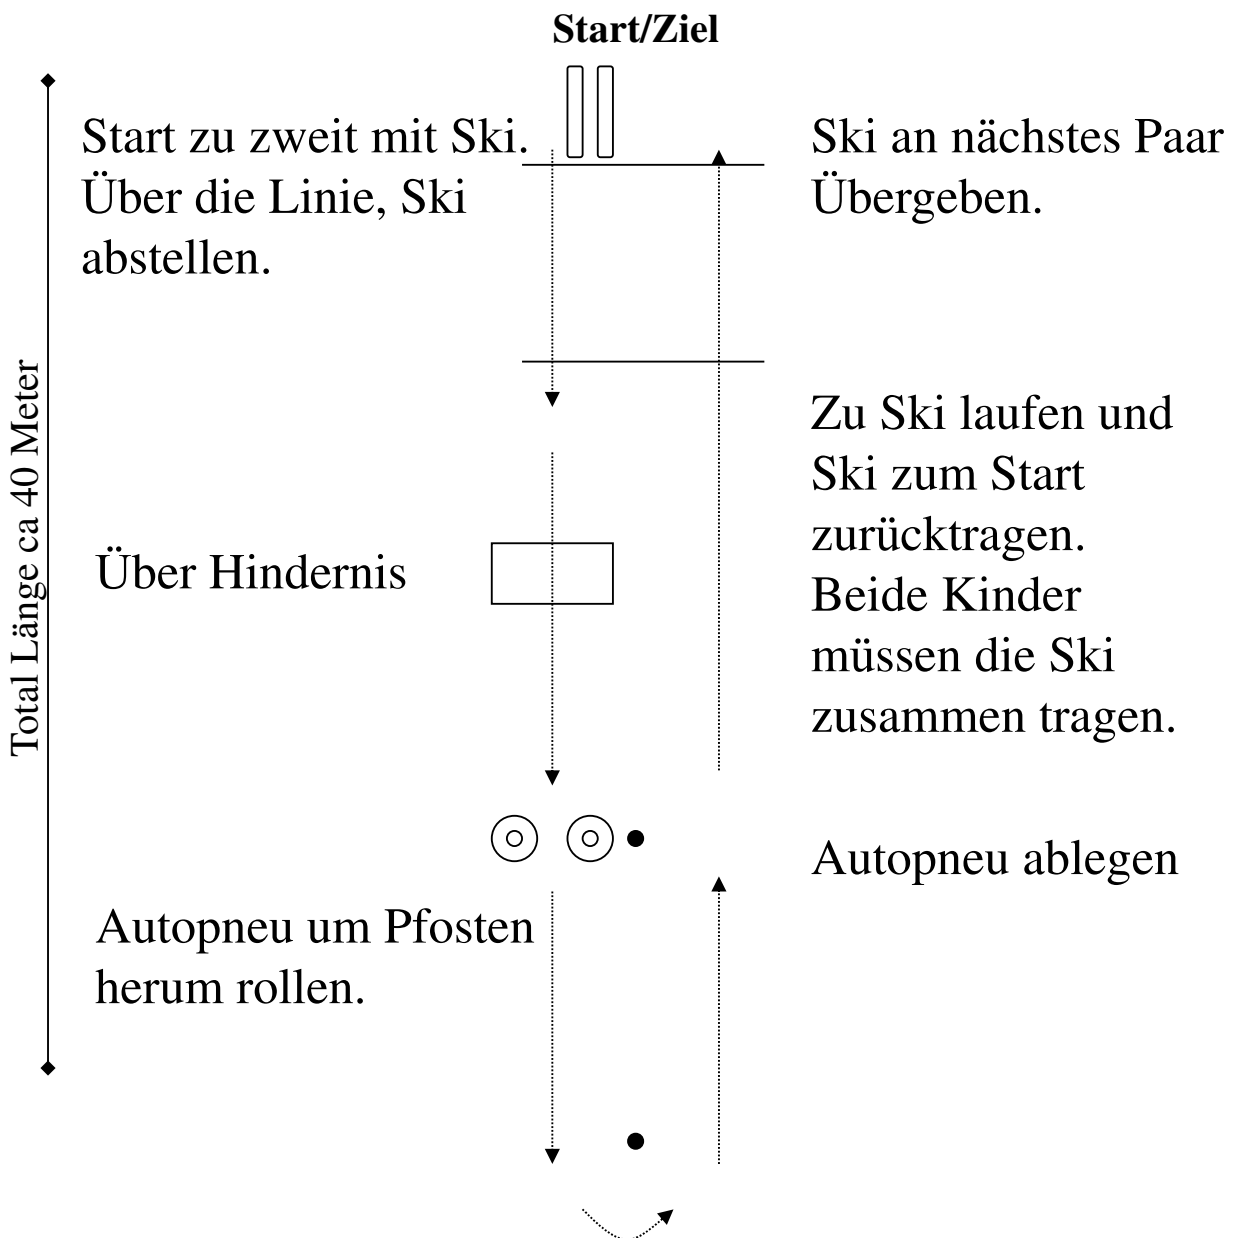 Start/Ziel
Start zu zweit mit Ski.
Über die Linie, Ski
abstellen.
Ski an nächstes Paar
Übergeben.
Total Länge ca 40 Meter
Über Hindernis
Zu Ski laufen und
Ski zum Start
zurücktragen.
Beide Kinder
müssen die Ski
zusammen tragen.
Autopneu ablegen
Autopneu um Pfosten
herum rollen.